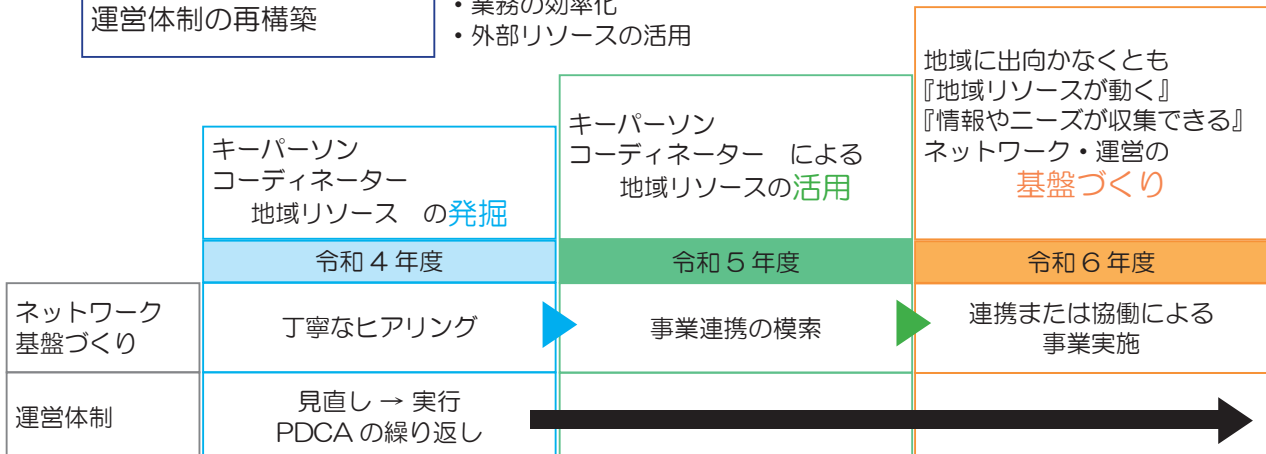 運営体制の再構築
・業務の効率化
・外部リソースの活用
キーパーソン
コーディネーター
地域リソース の発掘
キーパーソン
コーディネーター による
地域リソースの活用
地域に出向かなくとも
『地域リソースが動く』
『情報やニーズが収集できる』
ネットワーク・運営の
基盤づくり
令和4年度
令和5年度
令和6年度
ネットワーク
基盤づくり
丁寧なヒアリング
事業連携の模索
連携または協働による
事業実施
運営体制
見直し → 実行
PDCA の繰り返し